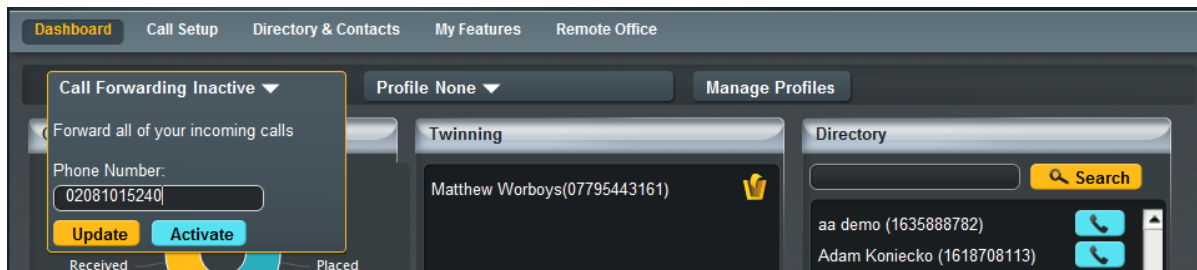 Dashboard Call Setup Directory & Contacts My Features Remote Office
Call Forwarding Inactive Profile None Manage Profiles
Forward all of your incoming calls
Phone Number:
02081015240
Update Activate
Received Placed
Twinning
Matthew Worboys(07795443161)
Directory
Search
aa demo (1635888782)
Adam Koniecko (1618708113)